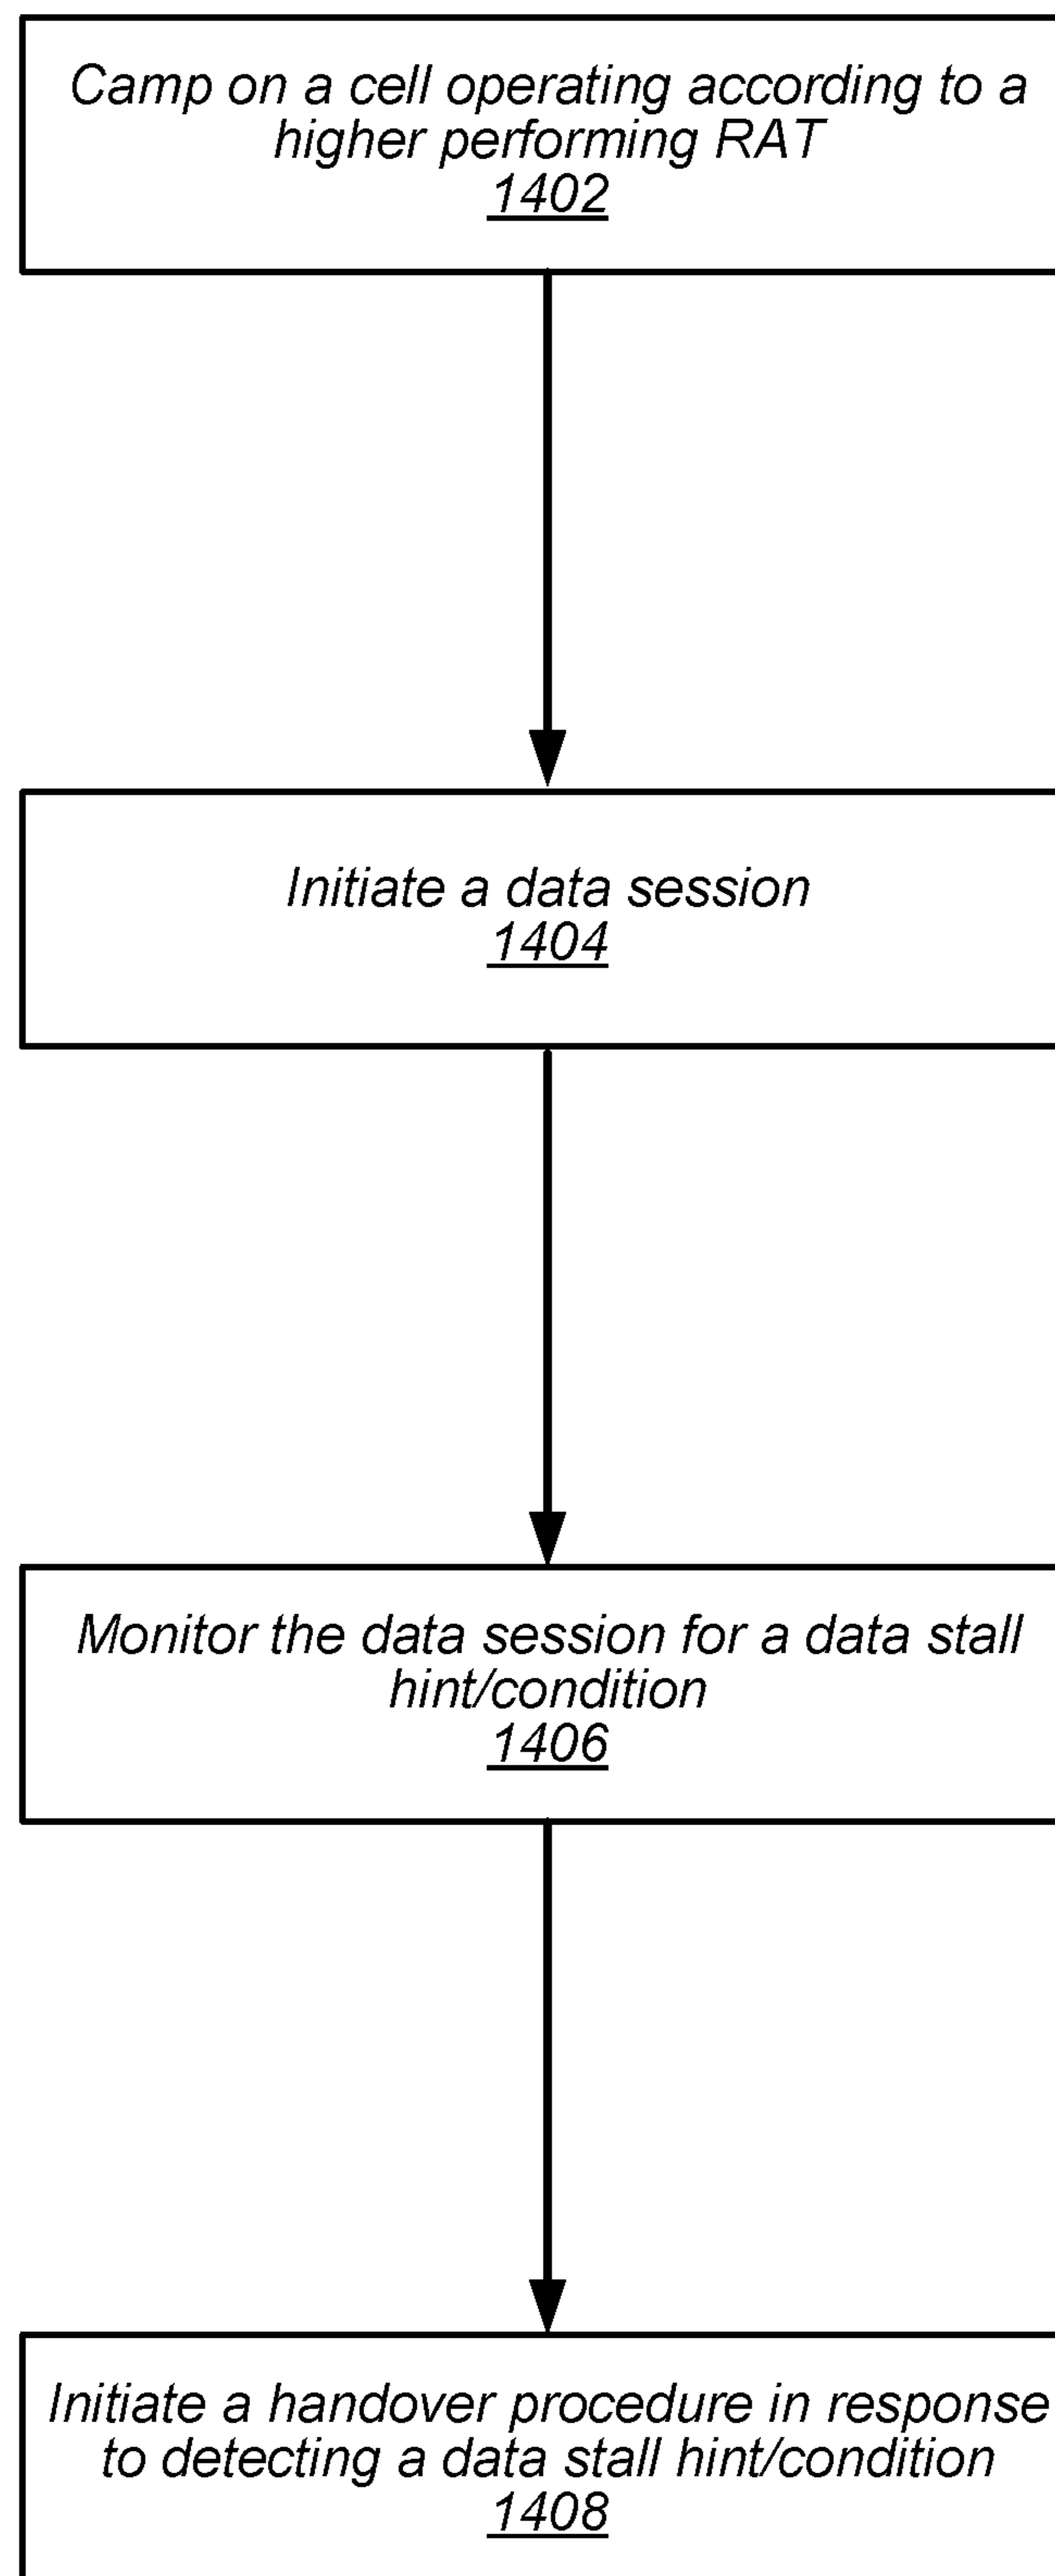 Camp on a cell operating according to a
higher performing RAT
1402
Initiate a data session
1404
Monitor the data session for a data stall
hint/condition
1406
Initiate a handover procedure in response
to detecting a data stall hint/condition
1408